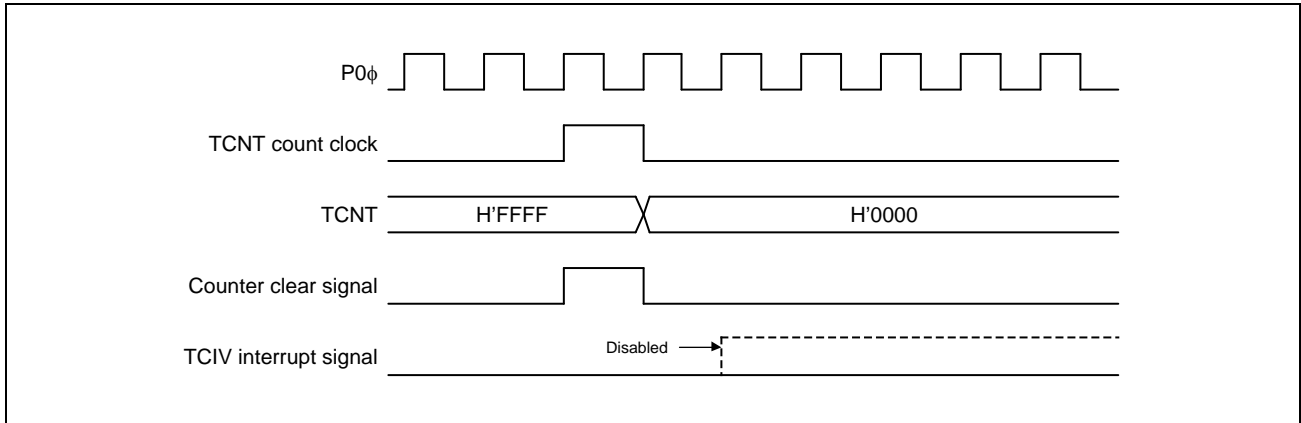 P0ϕ
TCNT count clock
TCNT
H'FFFF
H'0000
Counter clear signal
TCIV interrupt signal
Disabled